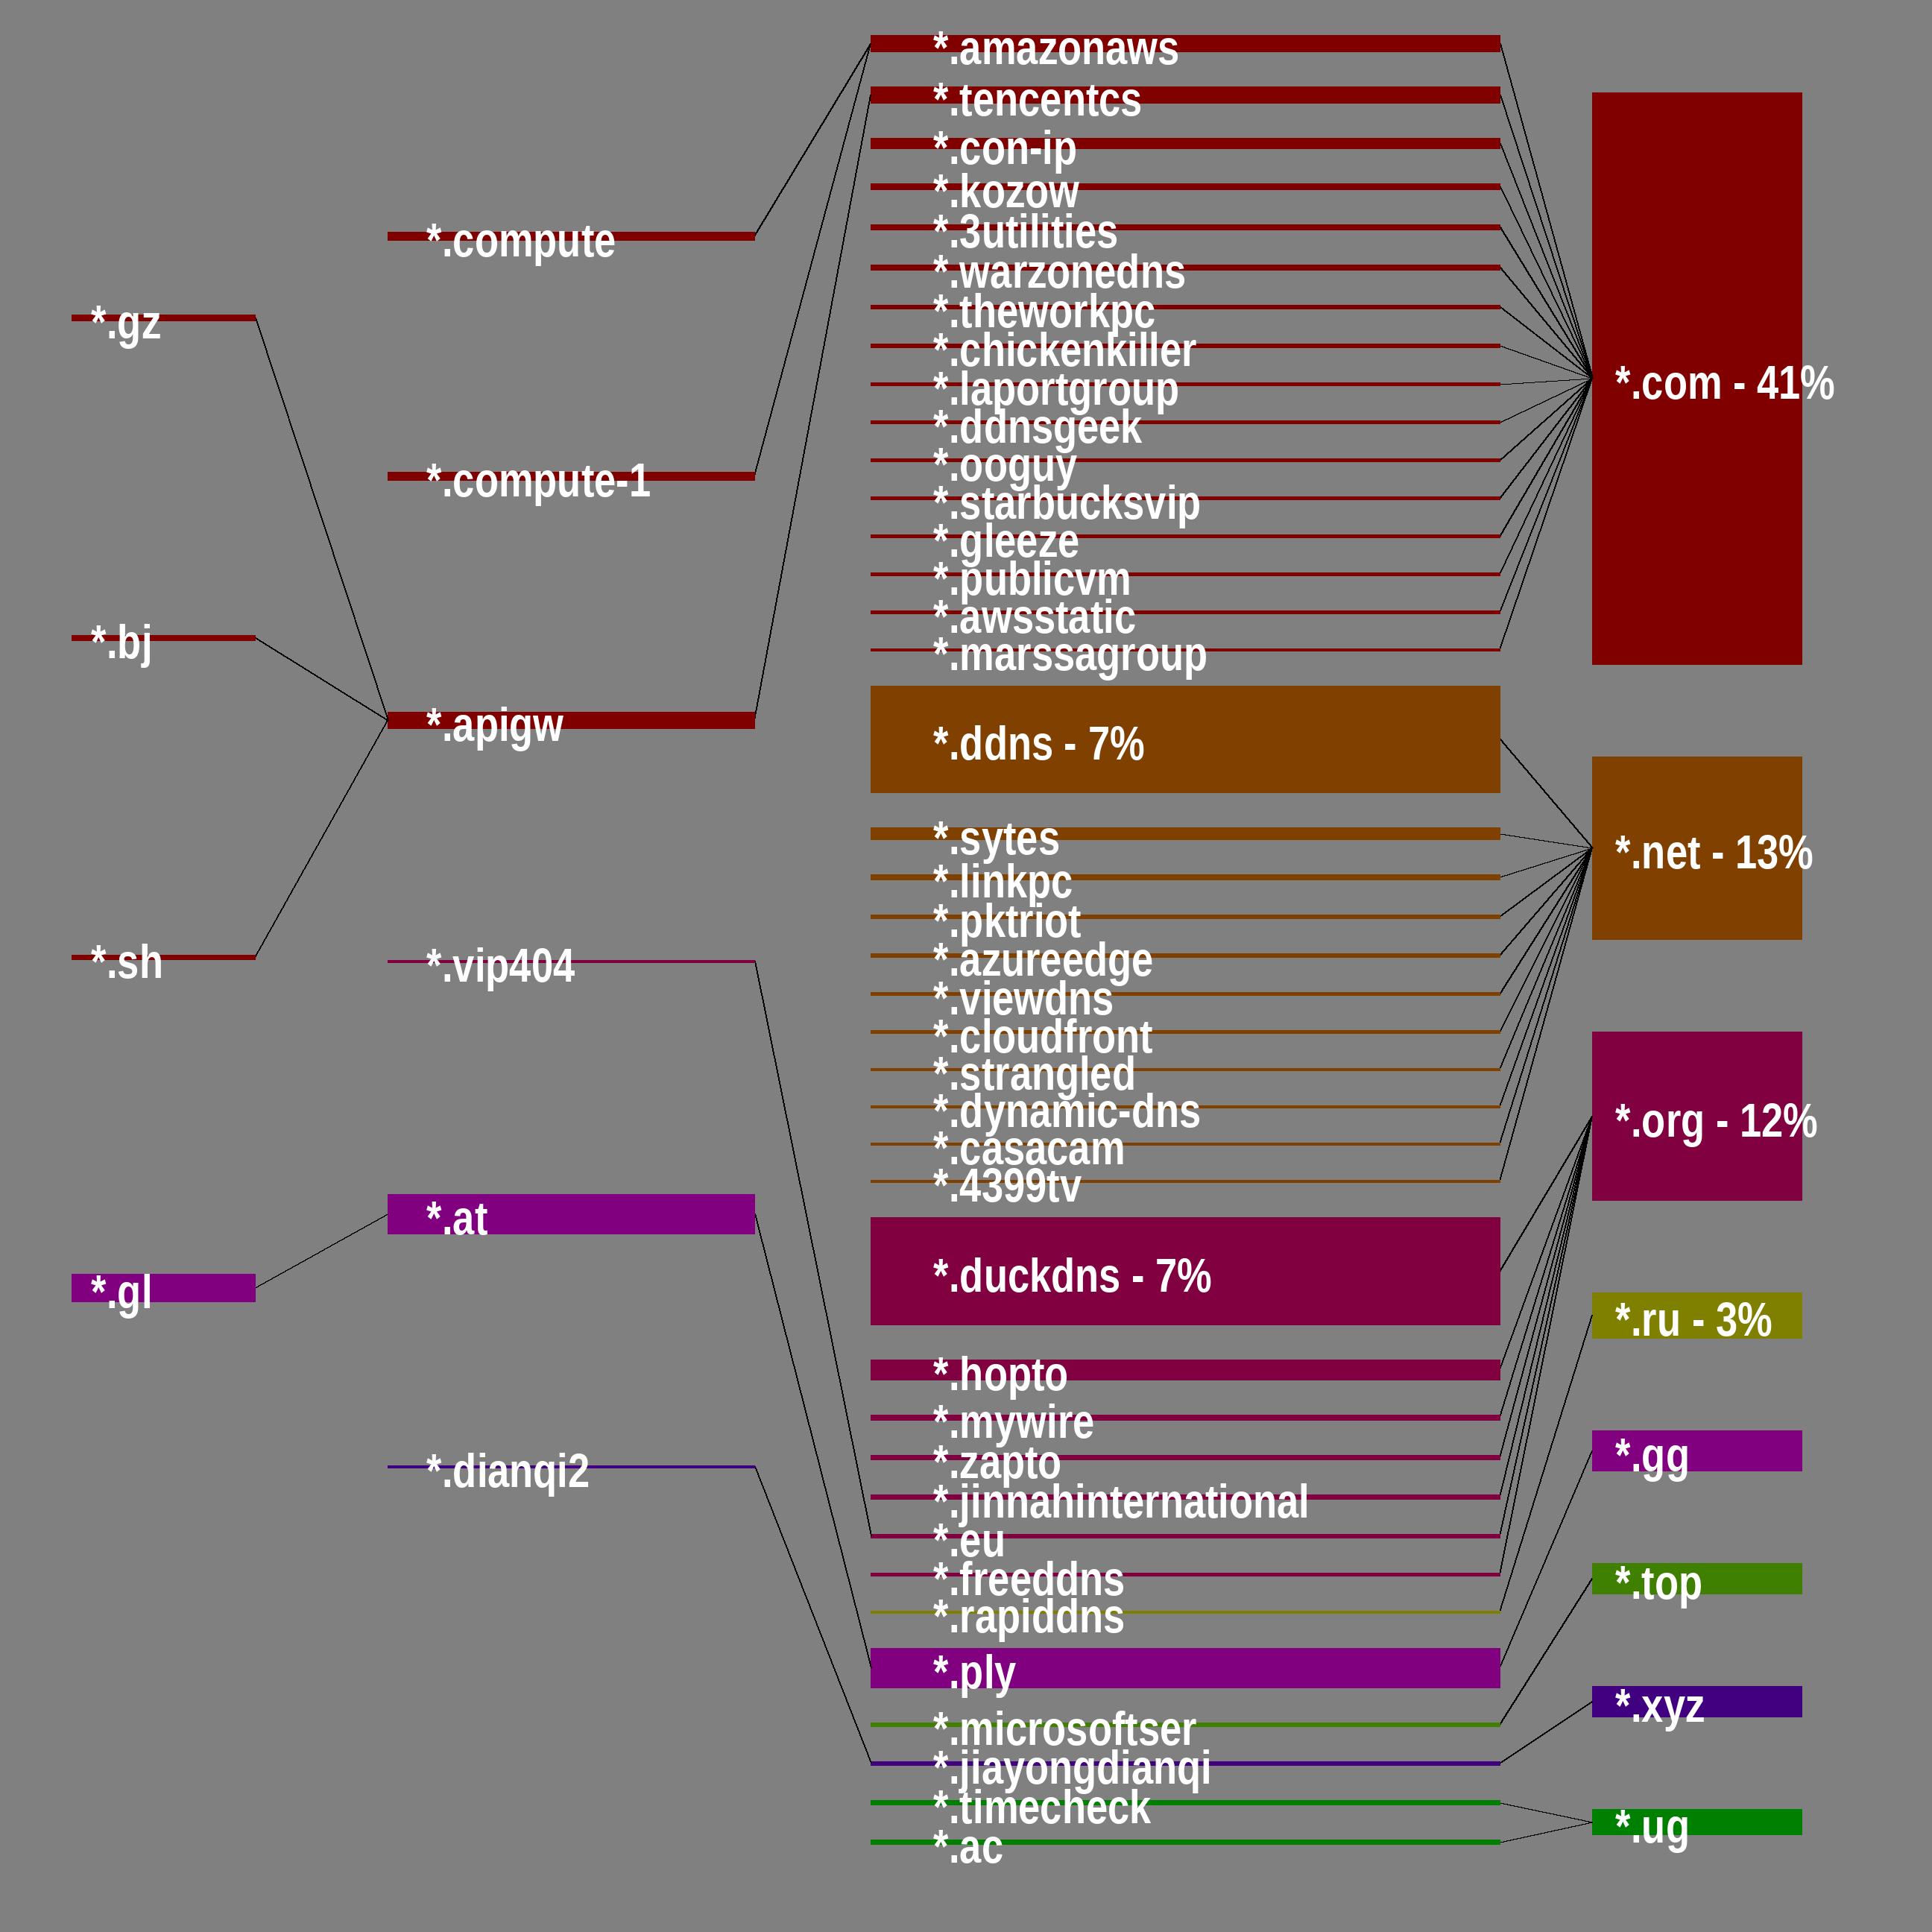 *.gz
*.bj
*.sh
*.gl
*.compute
*.compute-1
*.apigw
*.vip404
*.at
*.dianqi2
*.amazonaws
*.tencentcs
*.con-ip
*.kozow
*.3utilities
*.warzonedns
*.theworkpc
*.chickenkiller
*.laportgroup
*.ddnsgeek
*.ooguy
*.starbucksvip
*.gleeze
*.publicvm
*.awsstatic
*.marssagroup
*.ddns - 7%
*.sytes
*.linkpc
*.pktriot
*.azureedge
*.viewdns
*.cloudfront
*.strangled
*.dynamic-dns
*.casacam
*.4399tv
*.duckdns - 7%
*.hopto
*.mywire
*.zapto
*.jinnahinternational
*.eu
*.freeddns
*.rapiddns
*.ply
*.microsoftser
*.jiayongdianqi
*.timecheck
*.ac
*.com - 41%
*.net - 13%
*.org - 12%
*.ru - 3%
*.gg
*.top
*.xyz
*.ug